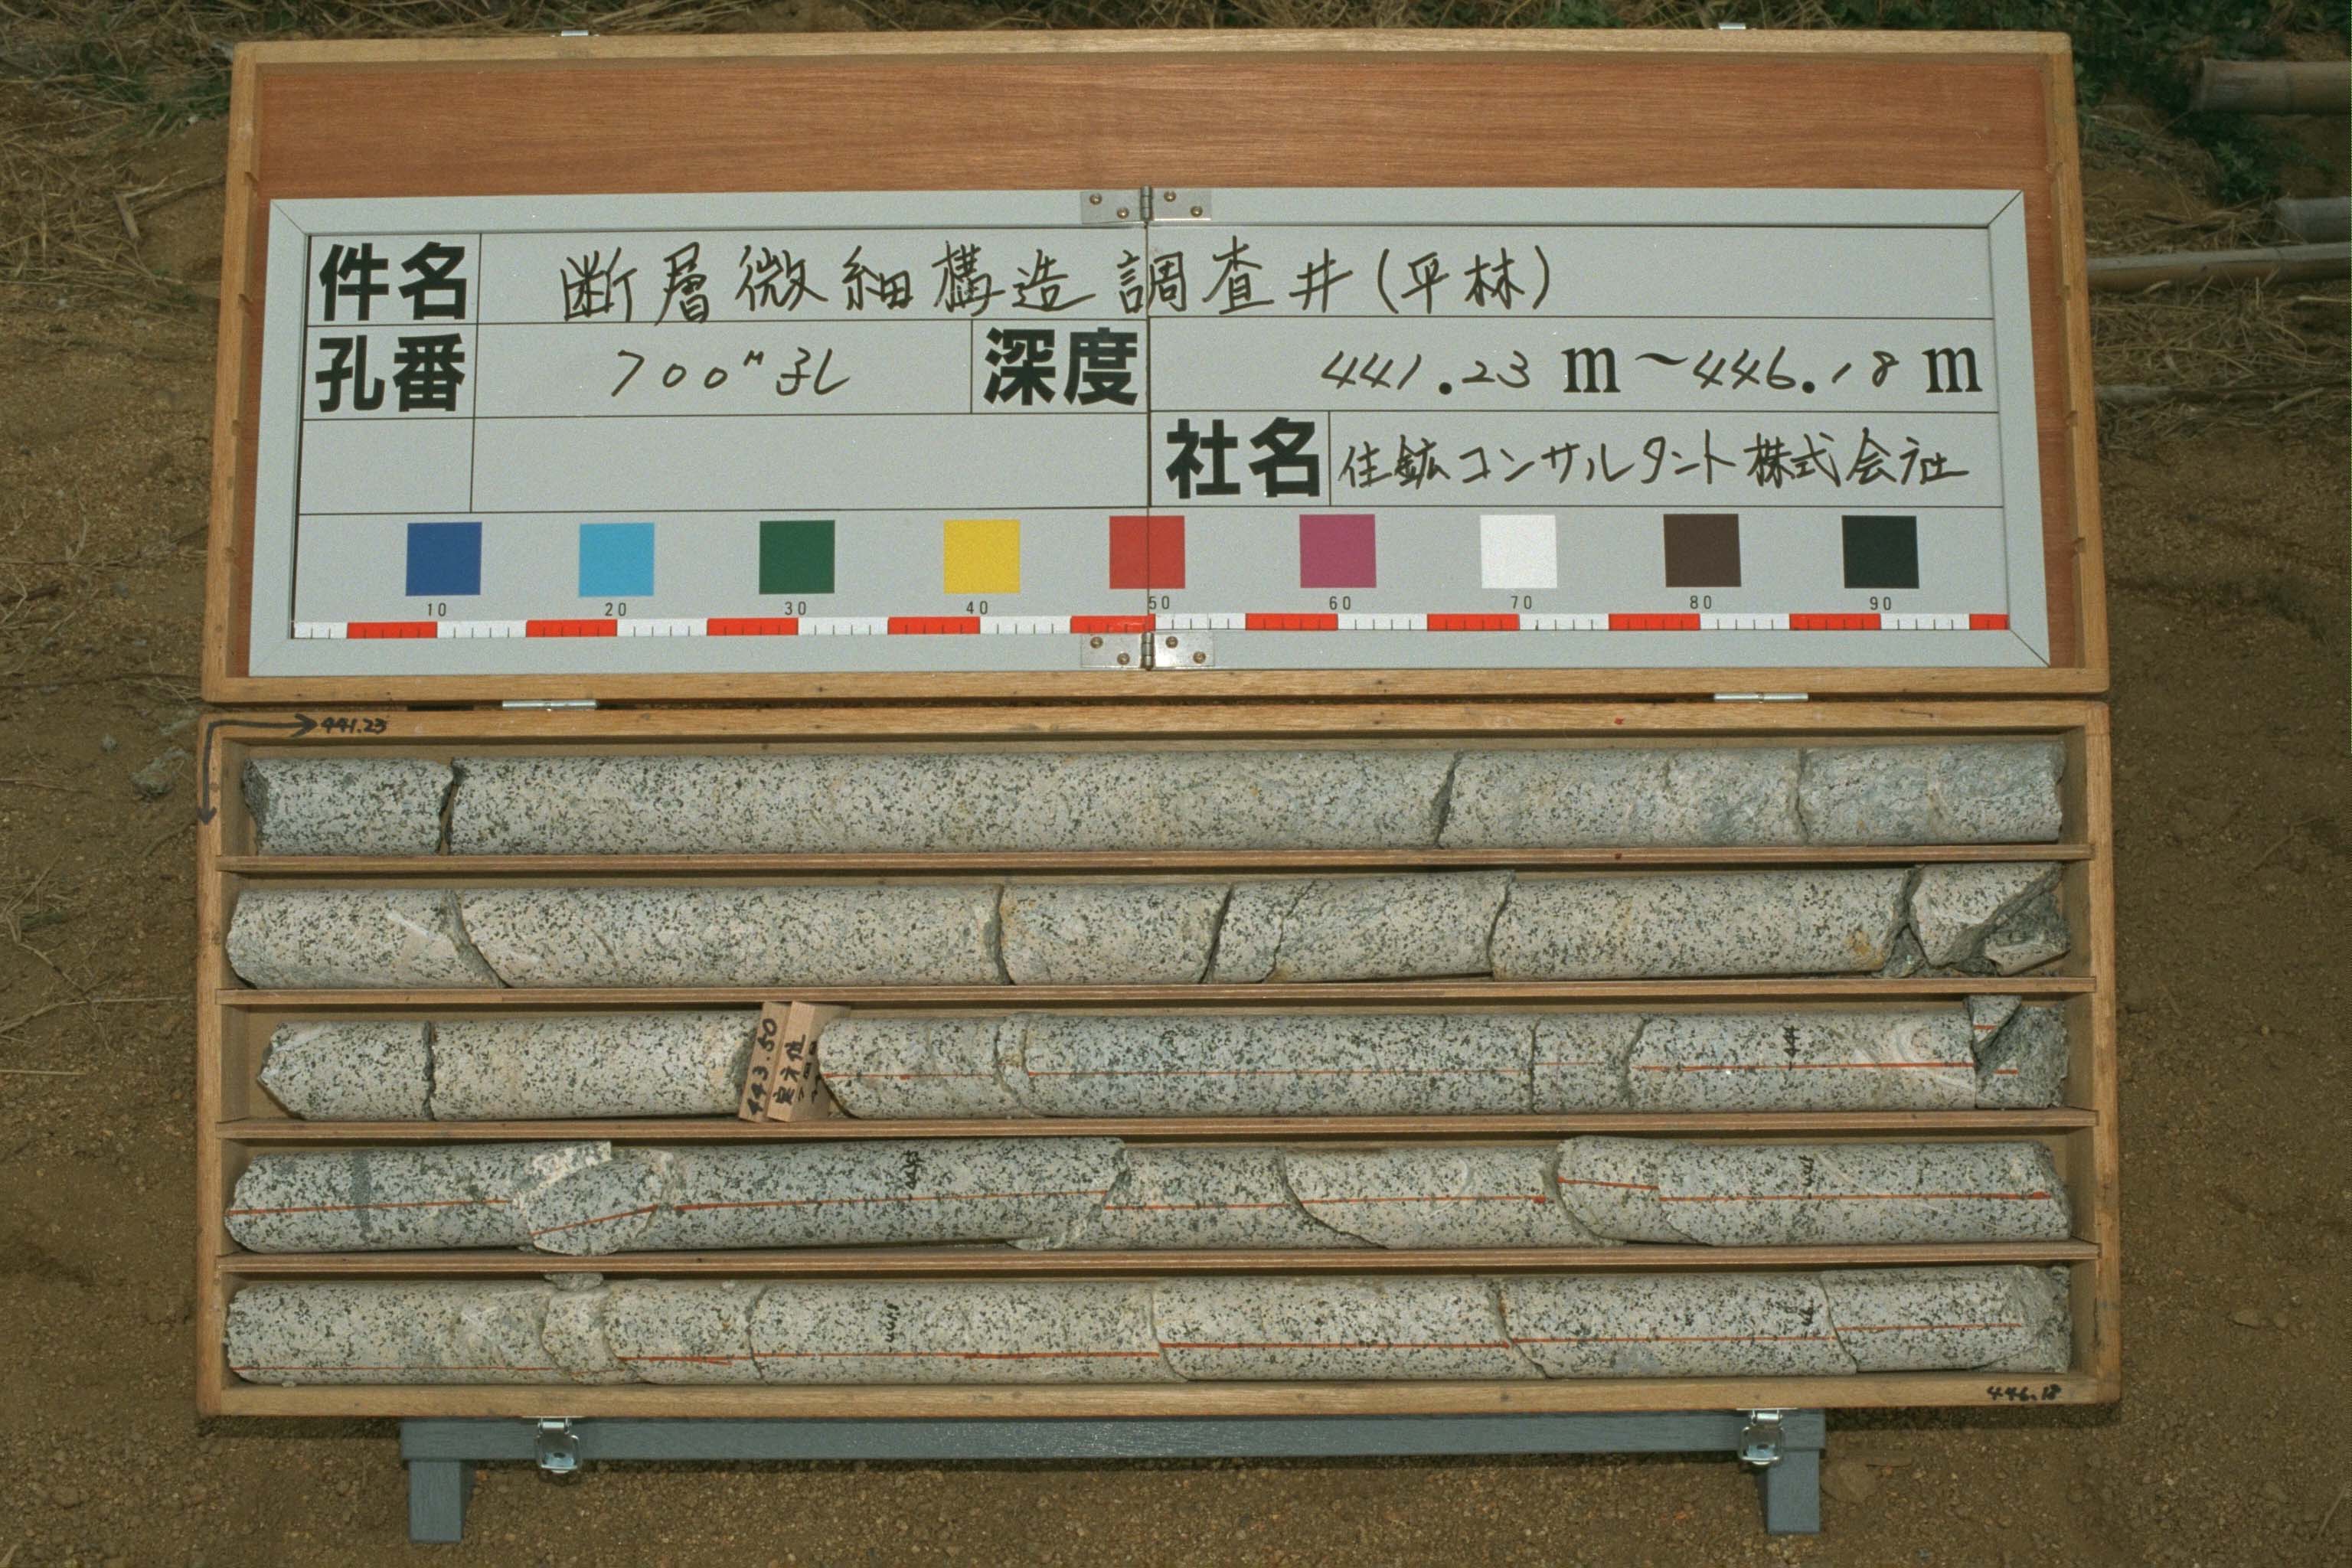 件名 断層微細構造調査井(平林)
孔番 700M孔 深度 441.23 m～446.18 m
社名 住鉱コンサルタント株式会社
10 20 30 40 50 60 70 80 90
441.23
443.50
444
446.18